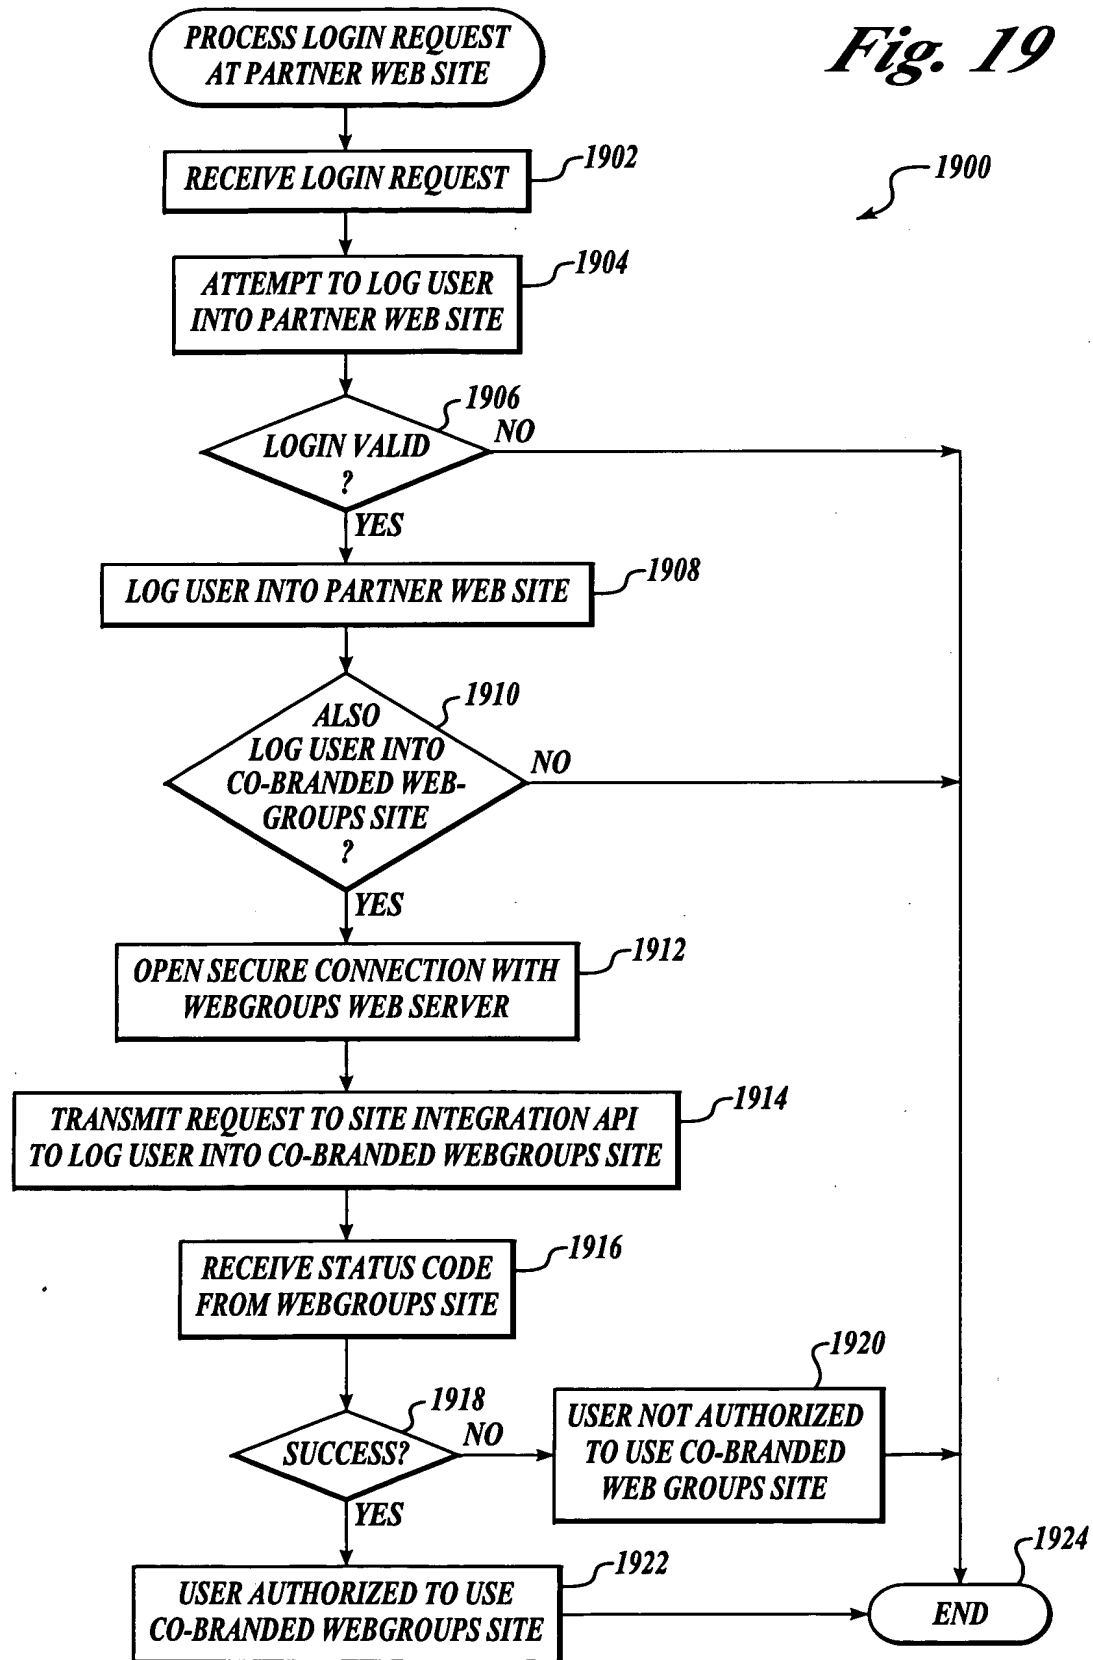 Fig. 19
PROCESS LOGIN REQUEST
AT PARTNER WEB SITE
1900
RECEIVE LOGIN REQUEST
1902
ATTEMPT TO LOG USER
INTO PARTNER WEB SITE
1904
LOGIN VALID
?
1906
NO
YES
LOG USER INTO PARTNER WEB SITE
1908
ALSO
LOG USER INTO
CO-BRANDED WEB-
GROUPS SITE
?
1910
NO
YES
OPEN SECURE CONNECTION WITH
WEBGROUPS WEB SERVER
1912
TRANSMIT REQUEST TO SITE INTEGRATION API
TO LOG USER INTO CO-BRANDED WEBGROUPS SITE
1914
RECEIVE STATUS CODE
FROM WEBGROUPS SITE
1916
SUCCESS?
1918
NO
USER NOT AUTHORIZED
TO USE CO-BRANDED
WEB GROUPS SITE
1920
YES
USER AUTHORIZED TO USE
CO-BRANDED WEBGROUPS SITE
1922
END
1924